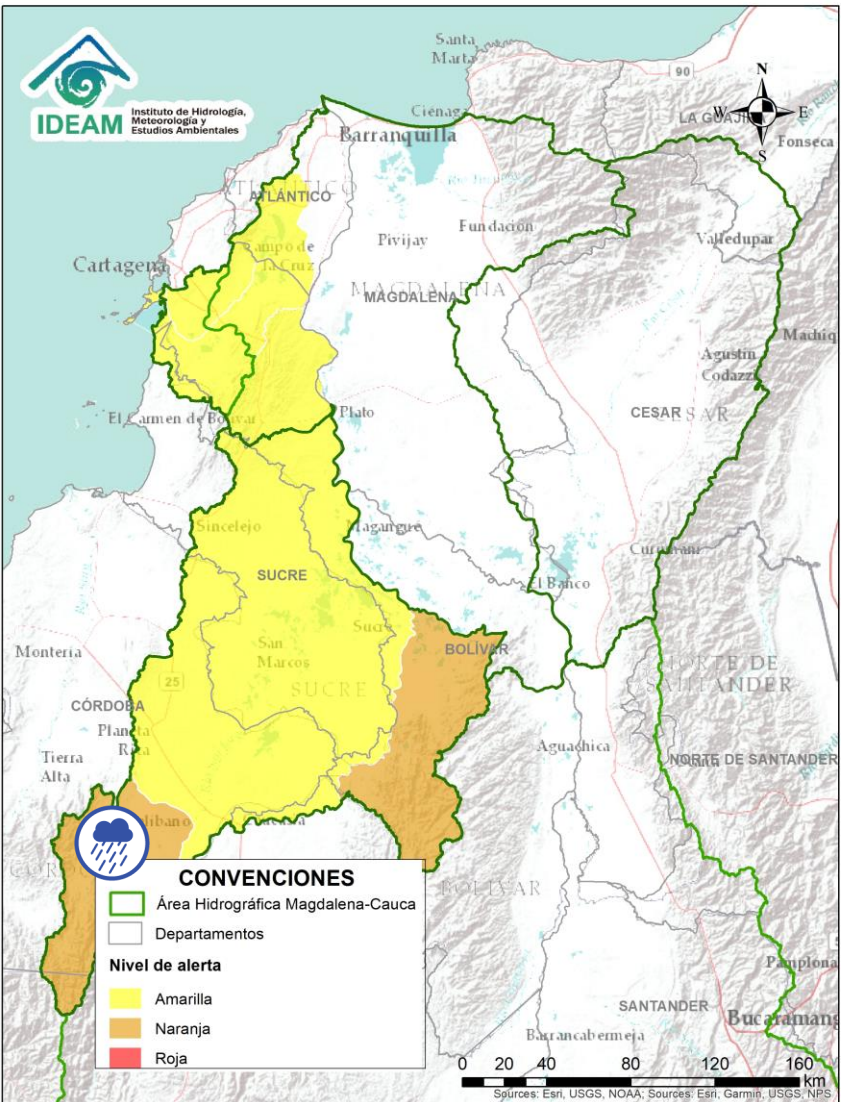 IDEAM
Instituto de Hidrología,
Meteorología y
Estudios Ambientales
Santa
Marta
90
N
W
E
S
Ciénaga
LA GUAJI
Barranquilla
Fonseca
ATLÁNTICO
Fundación
Pivijay
Valledupar
Campo de
la Cruz
Cartagena
MAGDALENA
MAGDALENA
Agustín
Codazzi
Machiq
CESAR
CESAR
El Carmen de Bolívar
Plato
Sincelejo
Magangue
Curumaní
El Banco
SUCRE
Sucre
San
Marcos
BOLÍVAR
Montería
25
SUCRE
NORTE DE
SANTANDER
CÓRDOBA
Planeta
Rica
Aguachica
Tierra
Alta
NORTE DE SANTANDER
BOLÍVAR
CONVENCIONES
Área Hidrográfica Magdalena-Cauca
Departamentos
Nivel de alerta
Amarilla
Naranja
Roja
Pamplona
SANTANDER
Bucaramang
Barrancabermeja
0 20 40 80 120 160
km
Sources: Esri, USGS, NOAA; Sources: Esri, Garmin, USGS, NPS